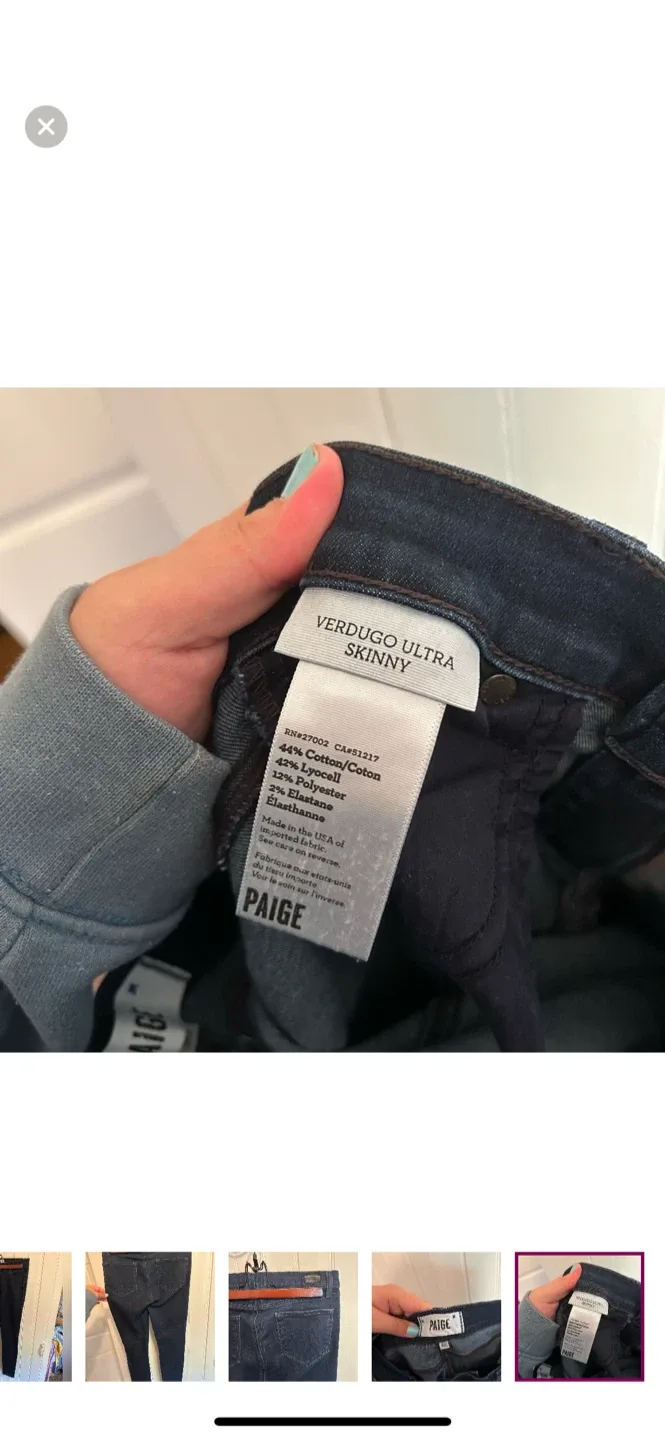 VERDUGO ULTRA
SKINNY
RN#27002 CA#51217
44% Cotton/Coton
42% Lyocell
12% Polyester
2% Elastane
Élasthanne
Made in the USA of
imported fabric.
See care on reverse.
Fabriqué aux états-unis
du tissu importé.
Voir le soin sur l'inverse.
PAIGE
PAIGE
PAIGE